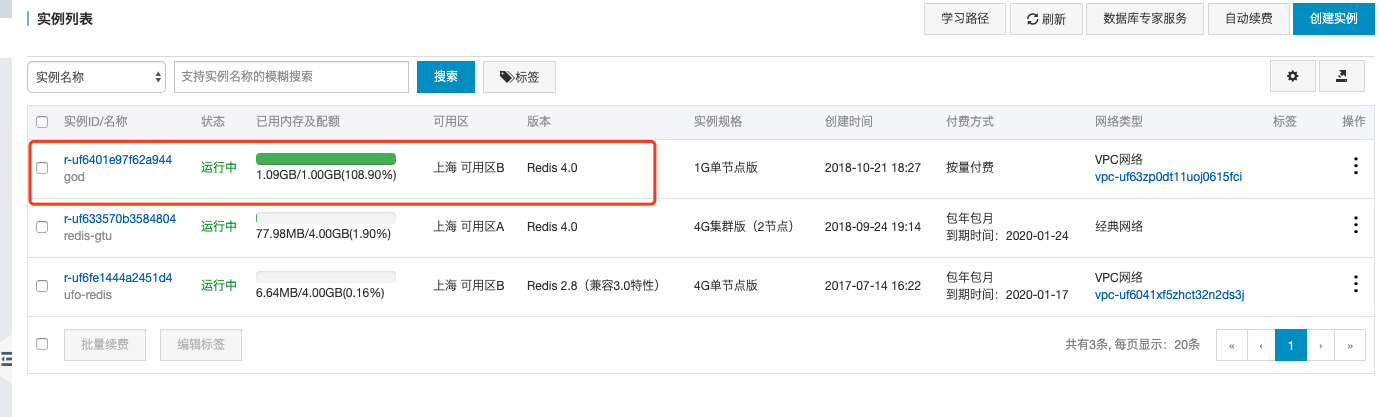 实例列表
学习路径
刷新
数据库专家服务
自动续费
创建实例
实例名称
支持实例名称的模糊搜索
搜索
标签
实例ID/名称 状态 已用内存及配额 可用区 版本 实例规格 创建时间 付费方式 网络类型 标签 操作
r-uf6401e97f62a944
god
运行中
1.09GB/1.00GB(108.90%)
上海 可用区B
Redis 4.0
1G单节点版
2018-10-21 18:27
按量付费
VPC网络
vpc-uf63zp0dt11uoj0615fci
r-uf633570b3584804
redis-gtu
运行中
77.98MB/4.00GB(1.90%)
上海 可用区A
Redis 4.0
4G集群版（2节点）
2018-09-24 19:14
包年包月
到期时间：2020-01-24
经典网络
r-uf6fe1444a2451d4
ufo-redis
运行中
6.64MB/4.00GB(0.16%)
上海 可用区B
Redis 2.8（兼容3.0特性）
4G单节点版
2017-07-14 16:22
包年包月
到期时间：2020-01-17
VPC网络
vpc-uf6041xf5zhct32n2ds3j
批量续费
编辑标签
共有3条, 每页显示：20条
« ‹ 1 › »